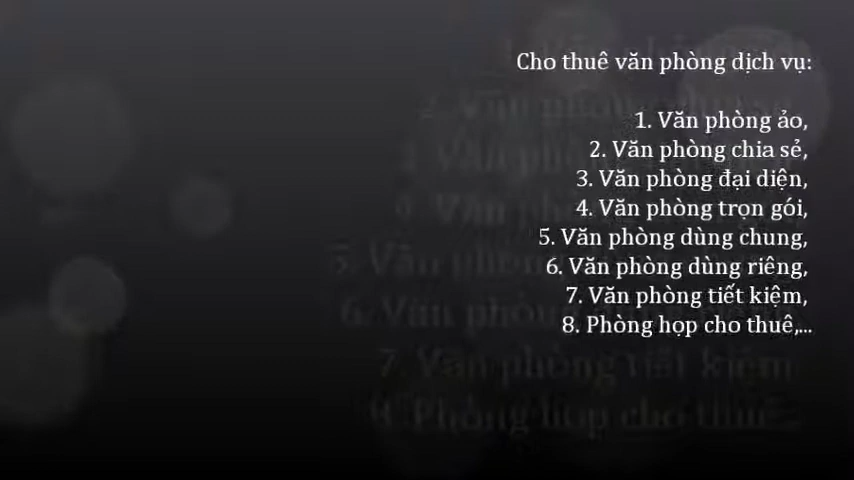 Cho thuê văn phòng dịch vụ:
1. Văn phòng ảo,
2. Văn phòng chia sẻ,
3. Văn phòng đại diện,
4. Văn phòng trọn gói,
5. Văn phòng dùng chung,
6. Văn phòng dùng riêng,
7. Văn phòng tiết kiệm,
8. Phòng họp cho thuê,...